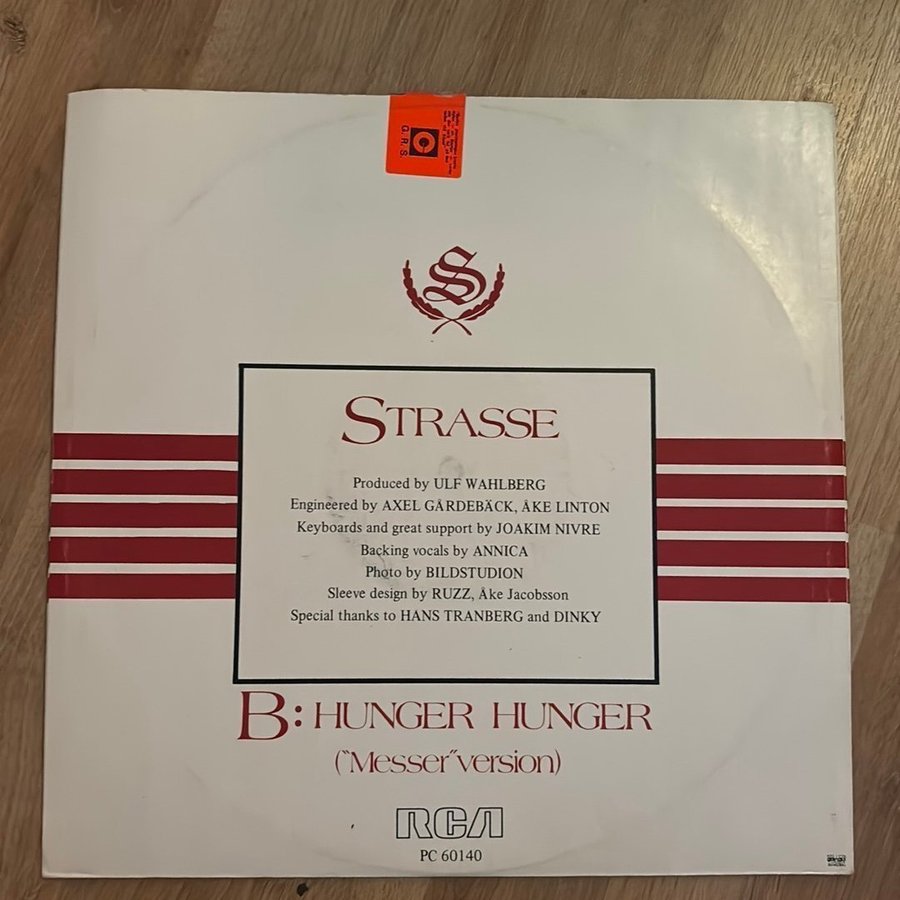 G.R.S
S
STRASSE
Produced by ULF WAHLBERG
Engineered by AXEL GÅRDEBÄCK, ÅKE LINTON
Keyboards and great support by JOAKIM NIVRE
Backing vocals by ANNICA
Photo by BILDSTUDION
Sleeve design by RUZZ, Åke Jacobsson
Special thanks to HANS TRANBERG and DINKY
B: HUNGER HUNGER
("Messer" version)
RCA
PC 60140